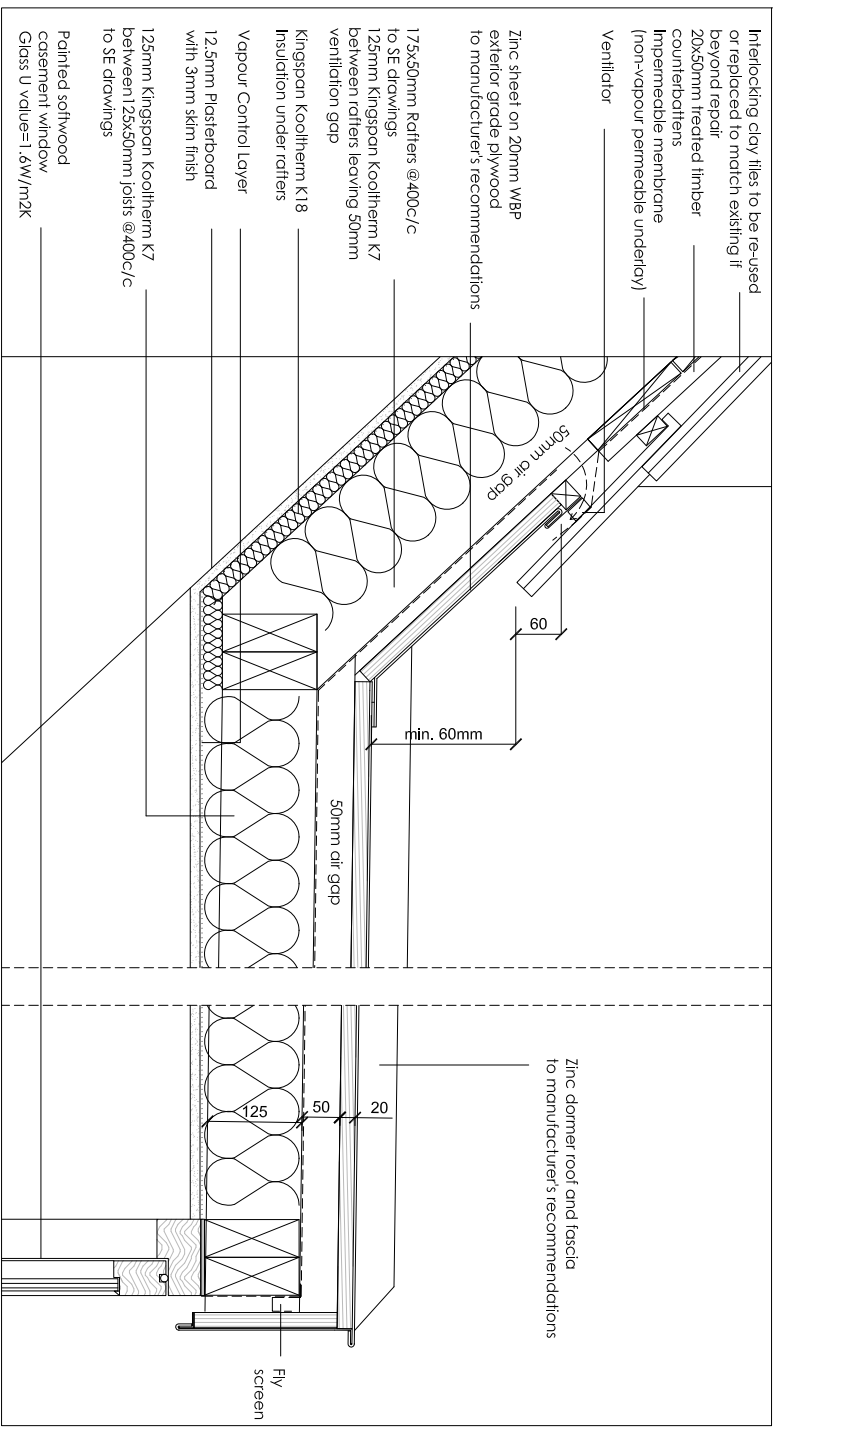 Interlocking clay tiles to be re-used
or replaced to match existing if
beyond repair
20x50mm treated timber
counterbattens
Impermeable membrane
(non-vapour permeable underlay)
Ventilator
Zinc sheet on 20mm WBP
exterior grade plywood
to manufacturer's recommendations
175x50mm Rafters @400c/c
to SE drawings
125mm Kingspan Kooltherm K7
between rafters leaving 50mm
ventilation gap
Kingspan Kooltherm K18
Insulation under rafters
Vapour Control Layer
12.5mm Plasterboard
with 3mm skim finish
125mm Kingspan Kooltherm K7
between125x50mm joists @400c/c
to SE drawings
Painted softwood
casement window
Glass U value=1.6W/m2K
50mm air gap
60
min. 60mm
50mm air gap
Zinc dormer roof and fascia
to manufacturer's recommendations
20
50
125
Fly
screen